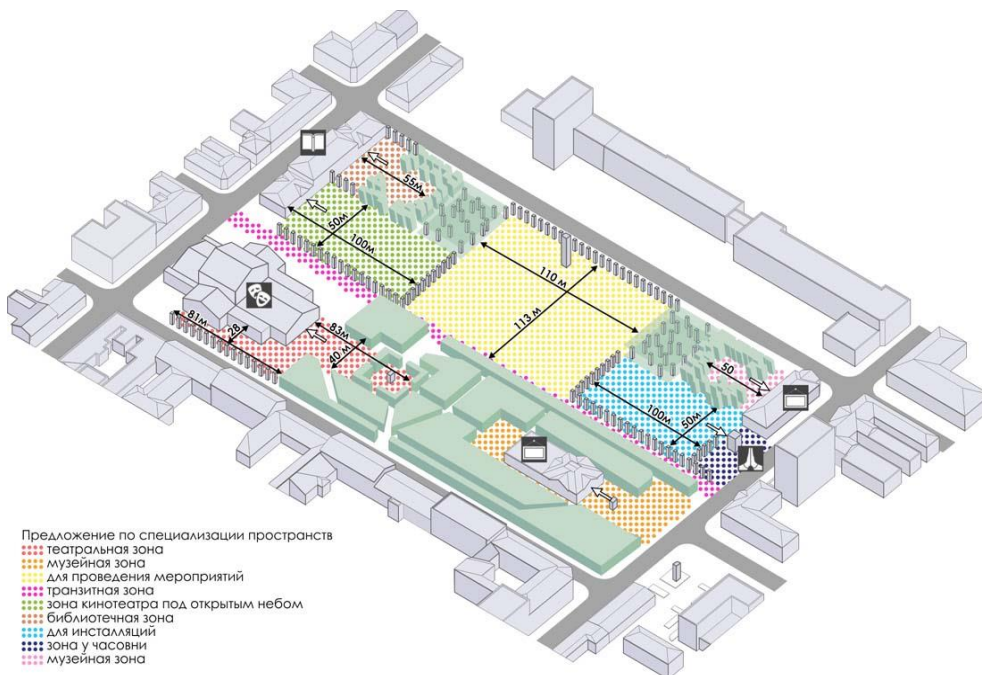 55м
50м
100м
110 м
113 м
81м
28
83м
40 м
50
100м
50м
Предложение по специализации пространств
театральная зона
музейная зона
для проведения мероприятий
транзитная зона
зона кинотеатра под открытым небом
библиотечная зона
для инсталляций
зона у часовни
музейная зона